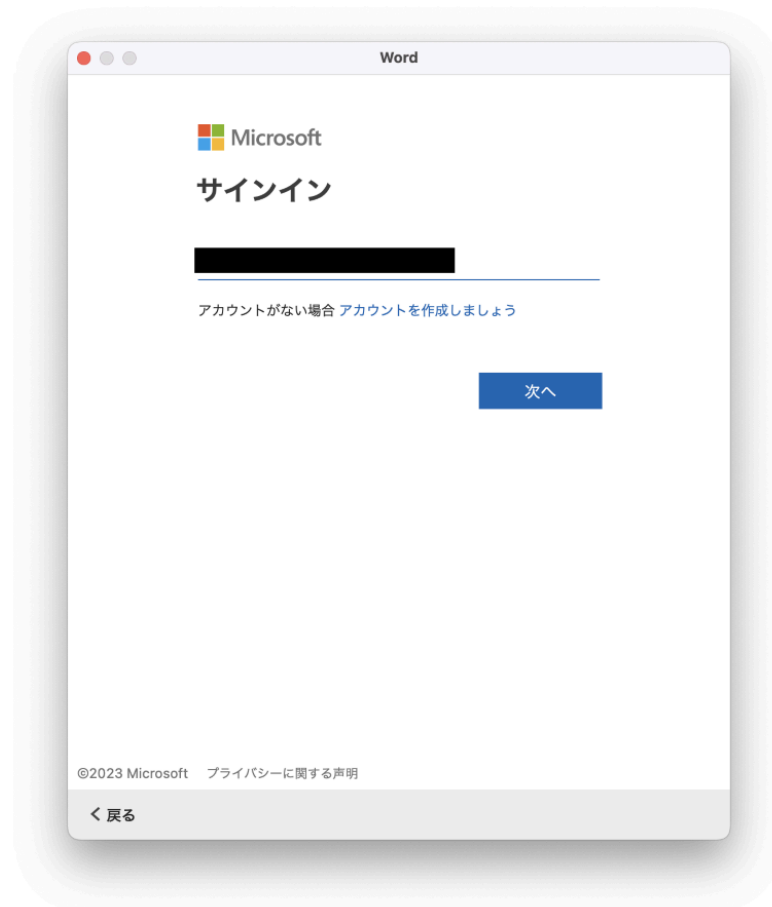 Word
Microsoft
サインイン
アカウントがない場合 アカウントを作成しましょう
次へ
©2023 Microsoft プライバシーに関する声明
戻る